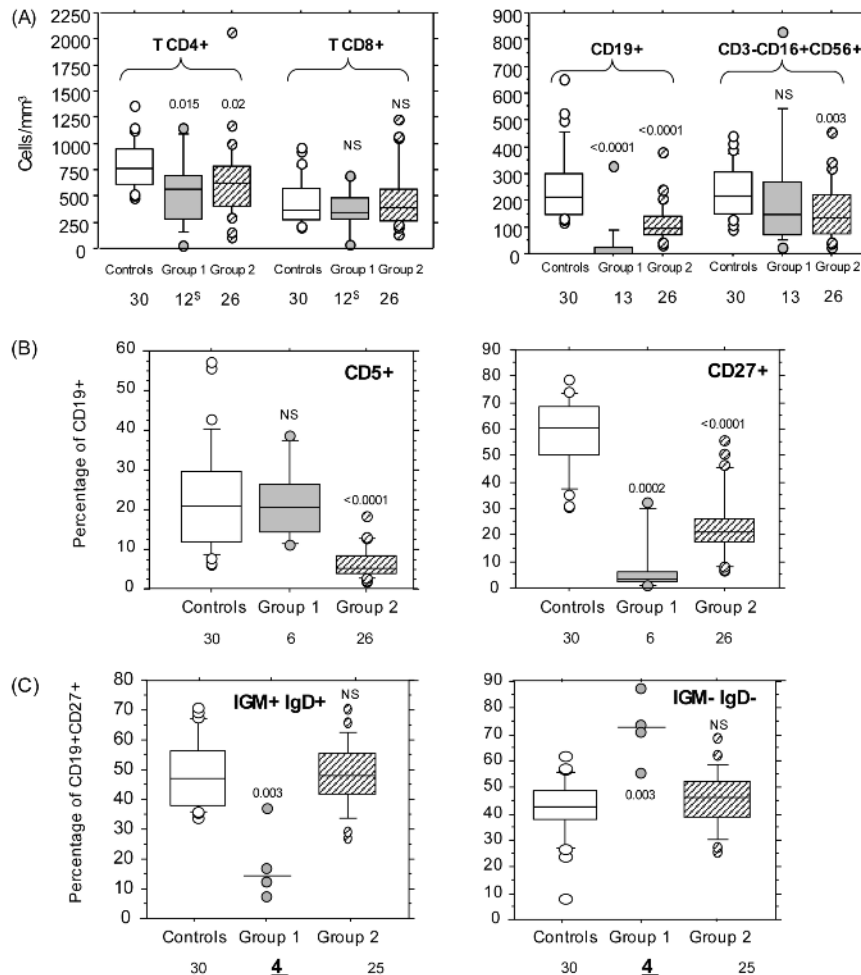 (A)
2250
2000
1750
1500
1250
1000
750
500
250
0
Cells/mm³
T CD4+
T CD8+
0.015
0.02
NS
NS
Controls Group 1 Group 2 Controls Group 1 Group 2
30 12ˢ 26 30 12ˢ 26
900
800
700
600
500
400
300
200
100
0
CD19+
CD3-CD16+CD56+
<0.0001
<0.0001
NS
0.003
Controls Group 1 Group 2 Controls Group 1 Group 2
30 13 26 30 13 26
(B)
Percentage of CD19+
60
50
40
30
20
10
0
CD5+
NS
<0.0001
Controls Group 1 Group 2
30 6 26
90
80
70
60
50
40
30
20
10
0
CD27+
0.0002
<0.0001
Controls Group 1 Group 2
30 6 26
(C)
Percentage of CD19+CD27+
80
70
60
50
40
30
20
10
0
IGM+ IgD+
0.003
NS
Controls Group 1 Group 2
30 4 25
90
80
70
60
50
40
30
20
10
0
IGM- IgD-
0.003
NS
Controls Group 1 Group 2
30 4 25